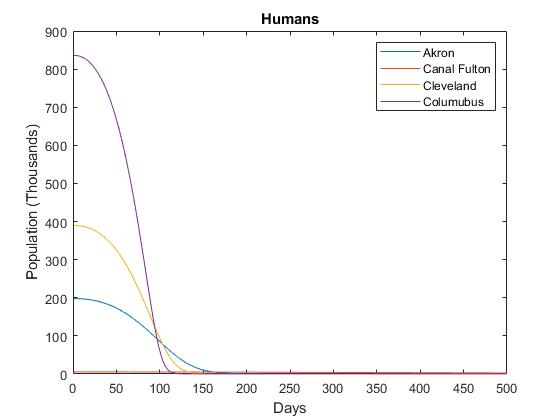 Humans
900
800
700
600
500
400
300
200
100
0
Population (Thousands)
Akron
Canal Fulton
Cleveland
Columubus
0 50 100 150 200 250 300 350 400 450 500
Days